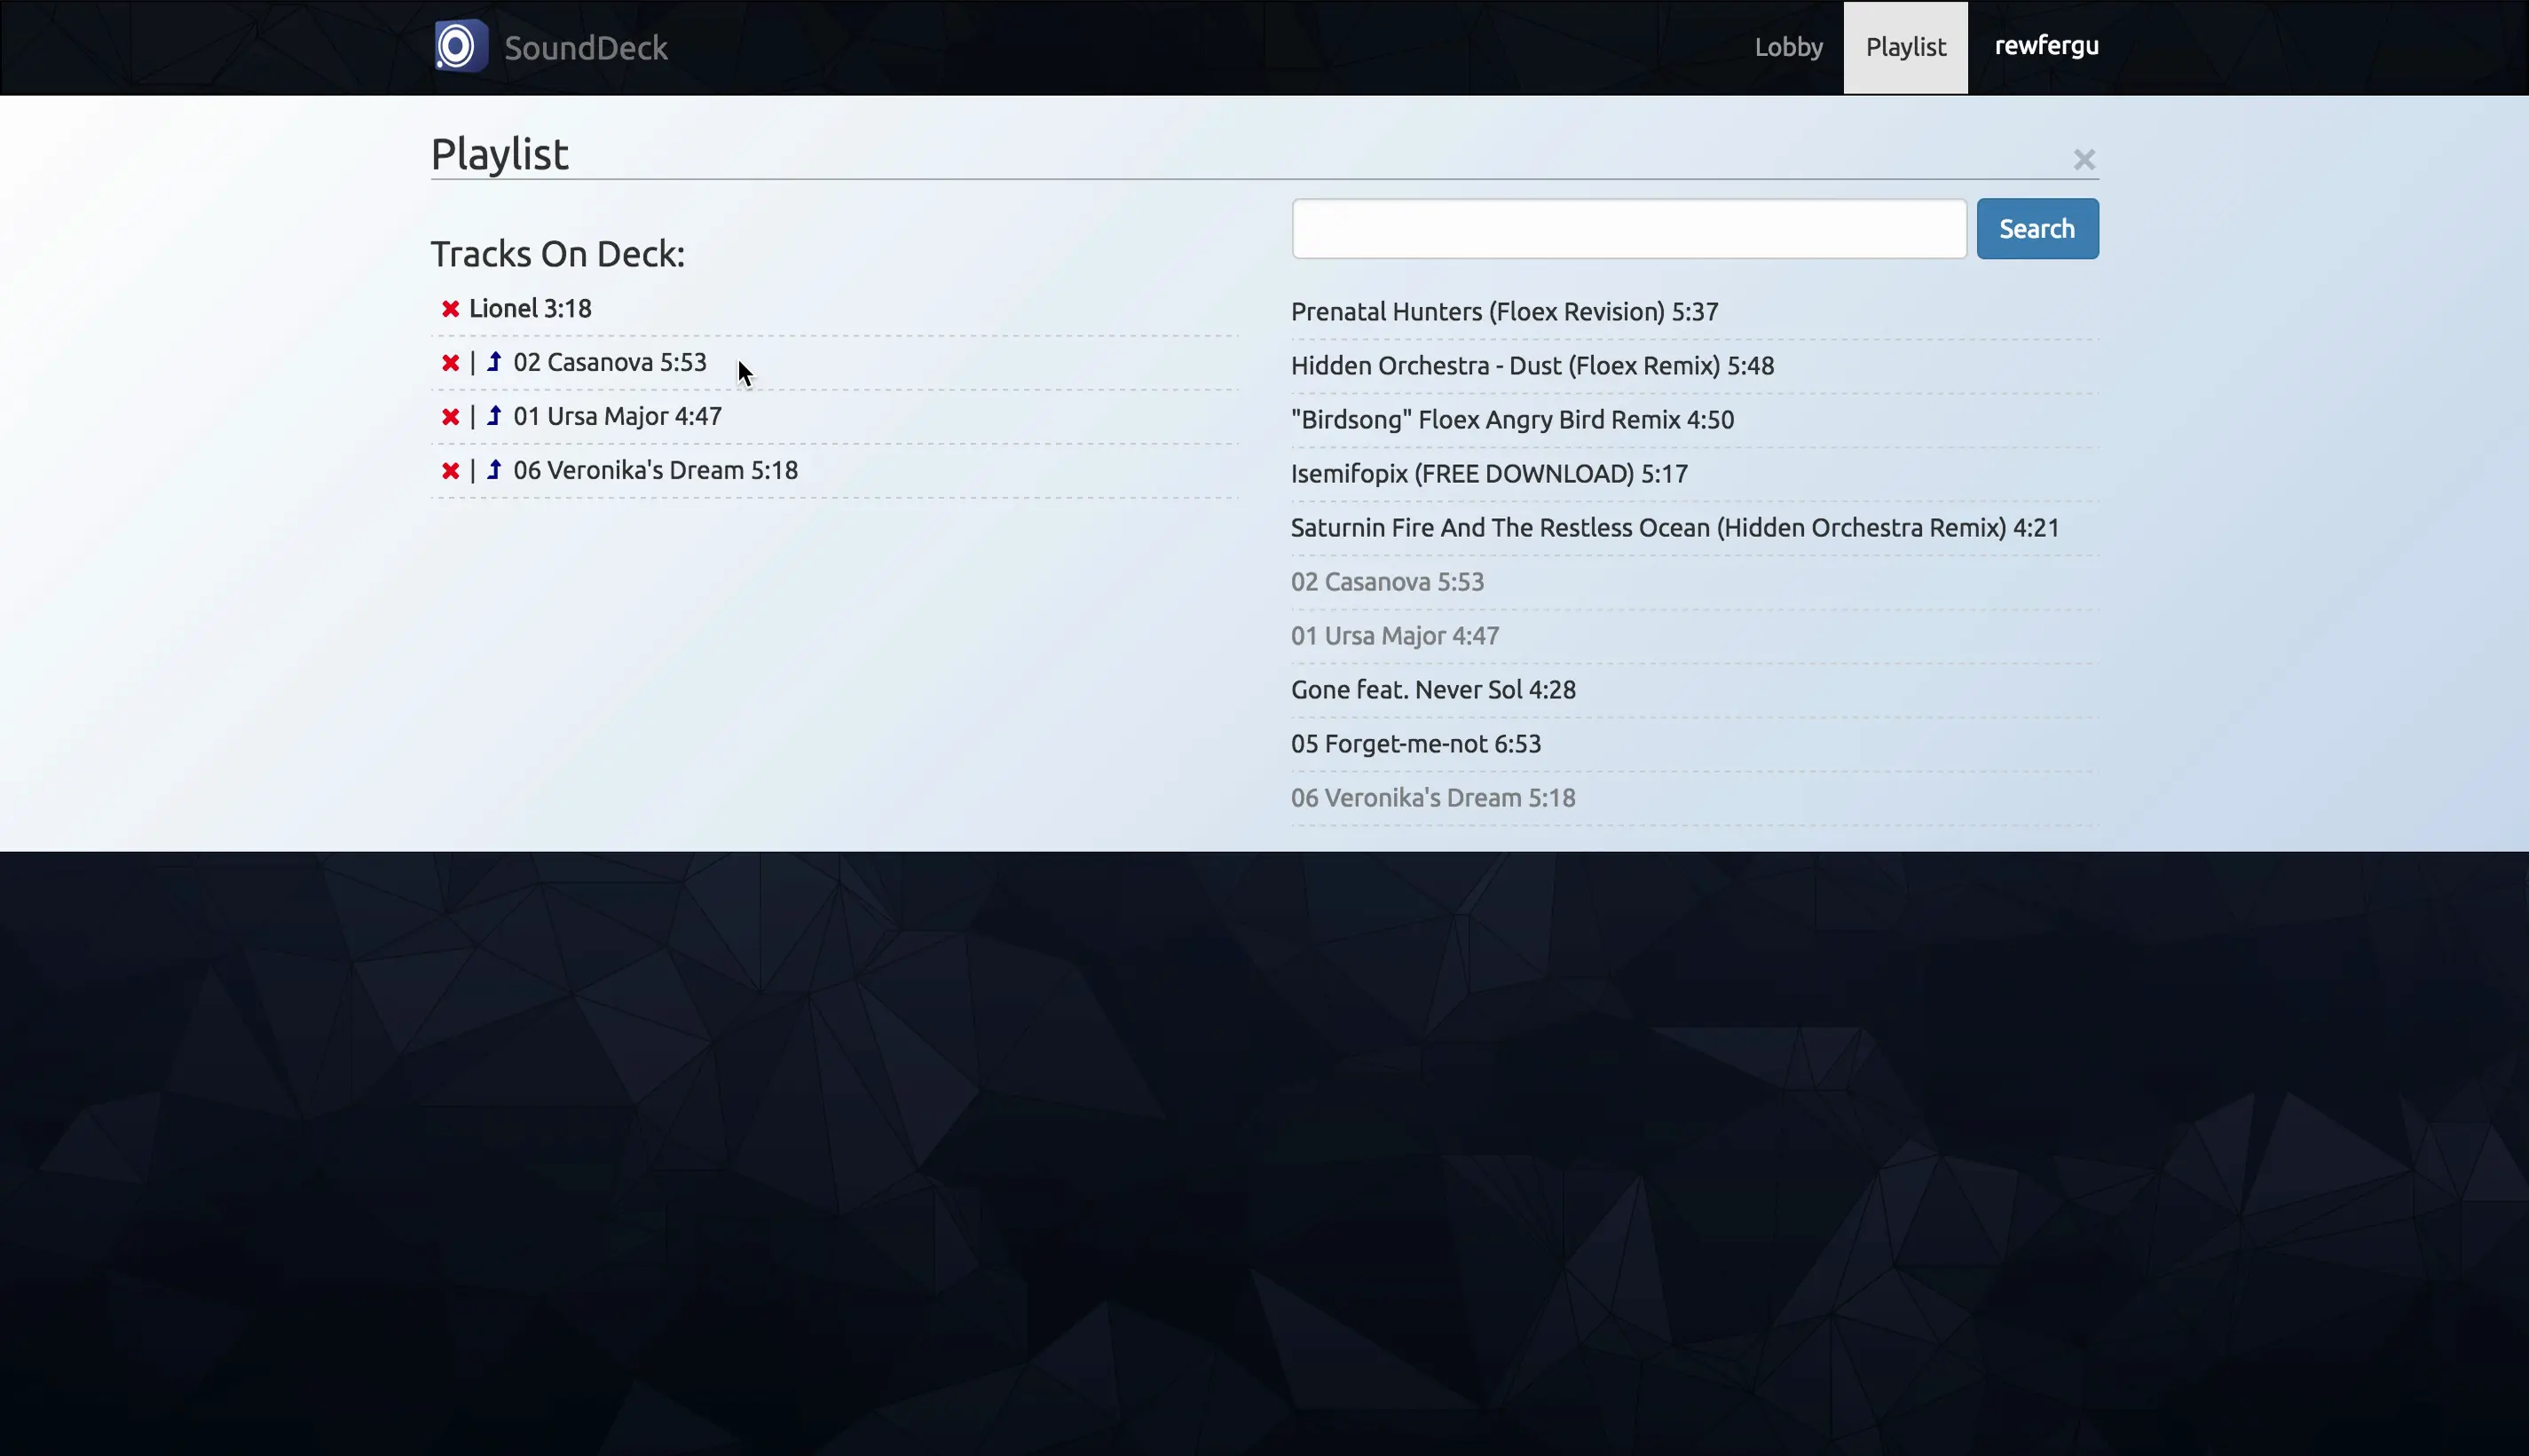 SoundDeck
Lobby
Playlist
rewfergu
Playlist
Tracks On Deck:
Lionel 3:18
| 02 Casanova 5:53
| 01 Ursa Major 4:47
| 06 Veronika's Dream 5:18
Search
Prenatal Hunters (Floex Revision) 5:37
Hidden Orchestra - Dust (Floex Remix) 5:48
"Birdsong" Floex Angry Bird Remix 4:50
Isemifopix (FREE DOWNLOAD) 5:17
Saturnin Fire And The Restless Ocean (Hidden Orchestra Remix) 4:21
02 Casanova 5:53
01 Ursa Major 4:47
Gone feat. Never Sol 4:28
05 Forget-me-not 6:53
06 Veronika's Dream 5:18